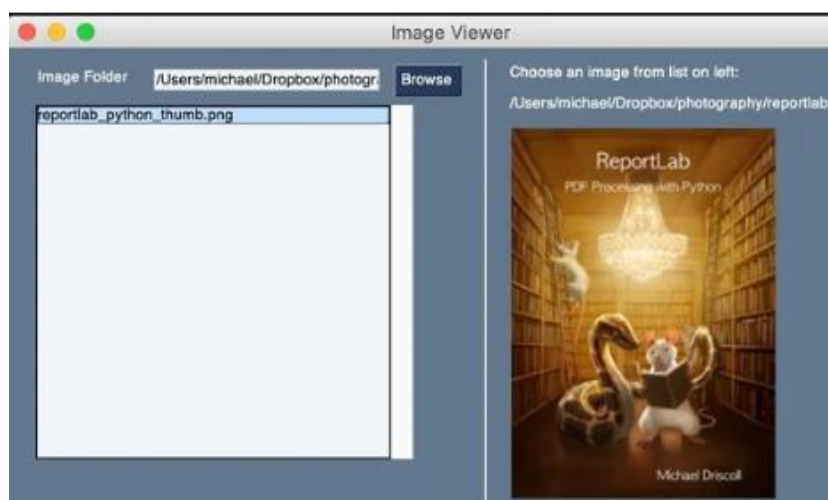 Image Viewer
Image Folder /Users/michael/Dropbox/photogr Browse
reportlab_python_thumb.png
Choose an image from list on left:
/Users/michael/Dropbox/photography/reportlab
ReportLab
PDF Processing with Python
Michael Driscoll